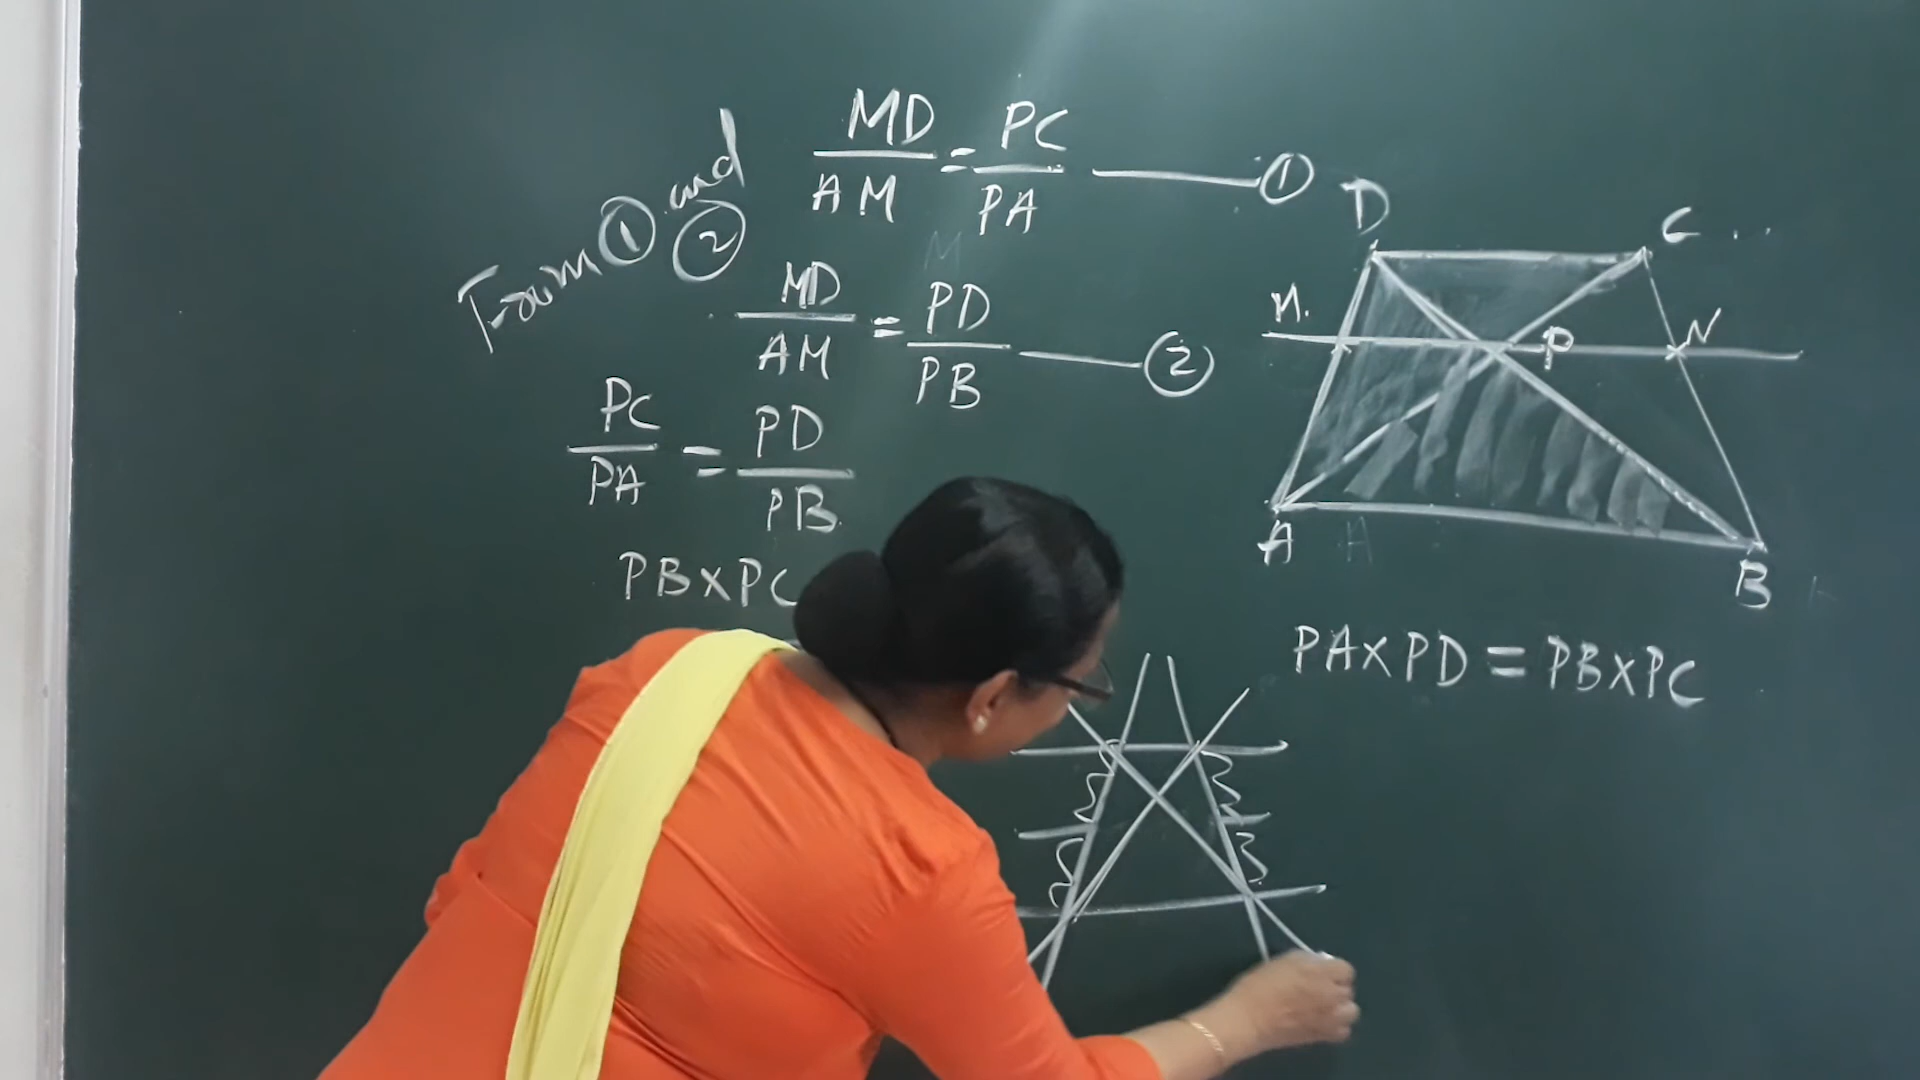 From ① and ②
MD/AM = PC/PA ①
MD/AM = PD/PB ②
PC/PA = PD/PB
PB×PC
D
C
M.
P
N
A
B
PA×PD = PB×PC